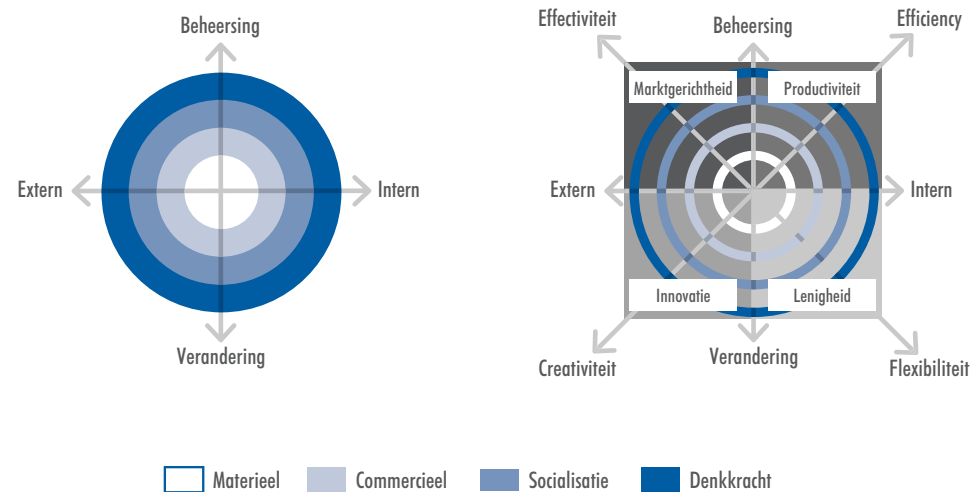 Beheersing
Extern
Intern
Verandering
Effectiviteit
Beheersing
Efficiency
Marktgerichtheid
Productiviteit
Extern
Intern
Innovatie
Lenigheid
Creativiteit
Verandering
Flexibiliteit
Materieel
Commercieel
Socialisatie
Denkkracht